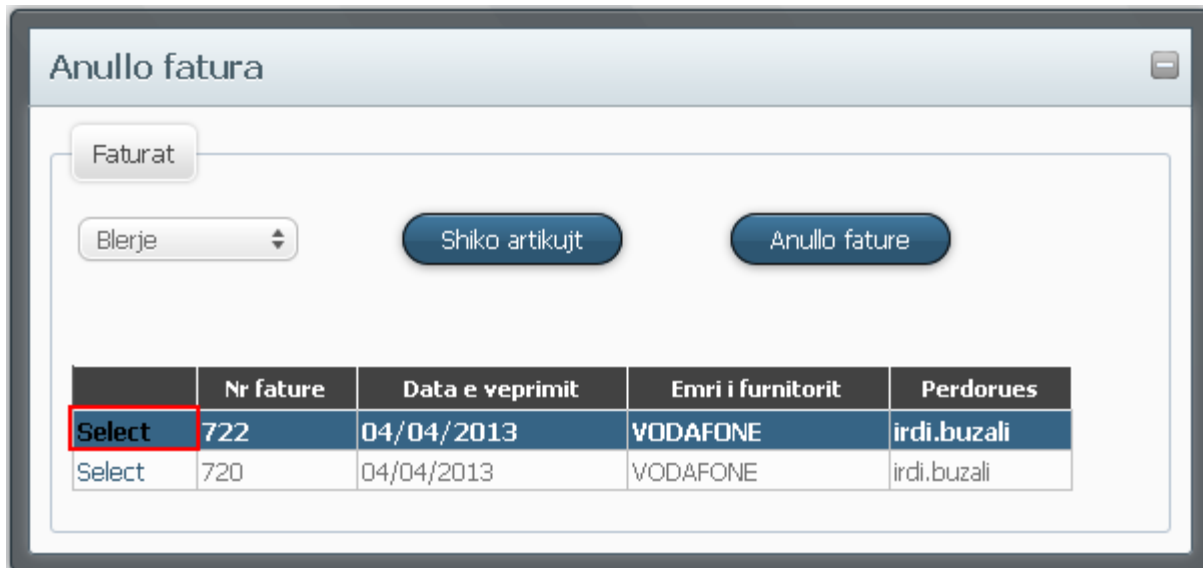 Anullo fatura
Faturat
Blerje Shiko artikujt Anullo fature
Nr fature Data e veprimit Emri i furnitorit Perdorues
Select 722 04/04/2013 VODAFONE irdi.buzali
Select 720 04/04/2013 VODAFONE irdi.buzali